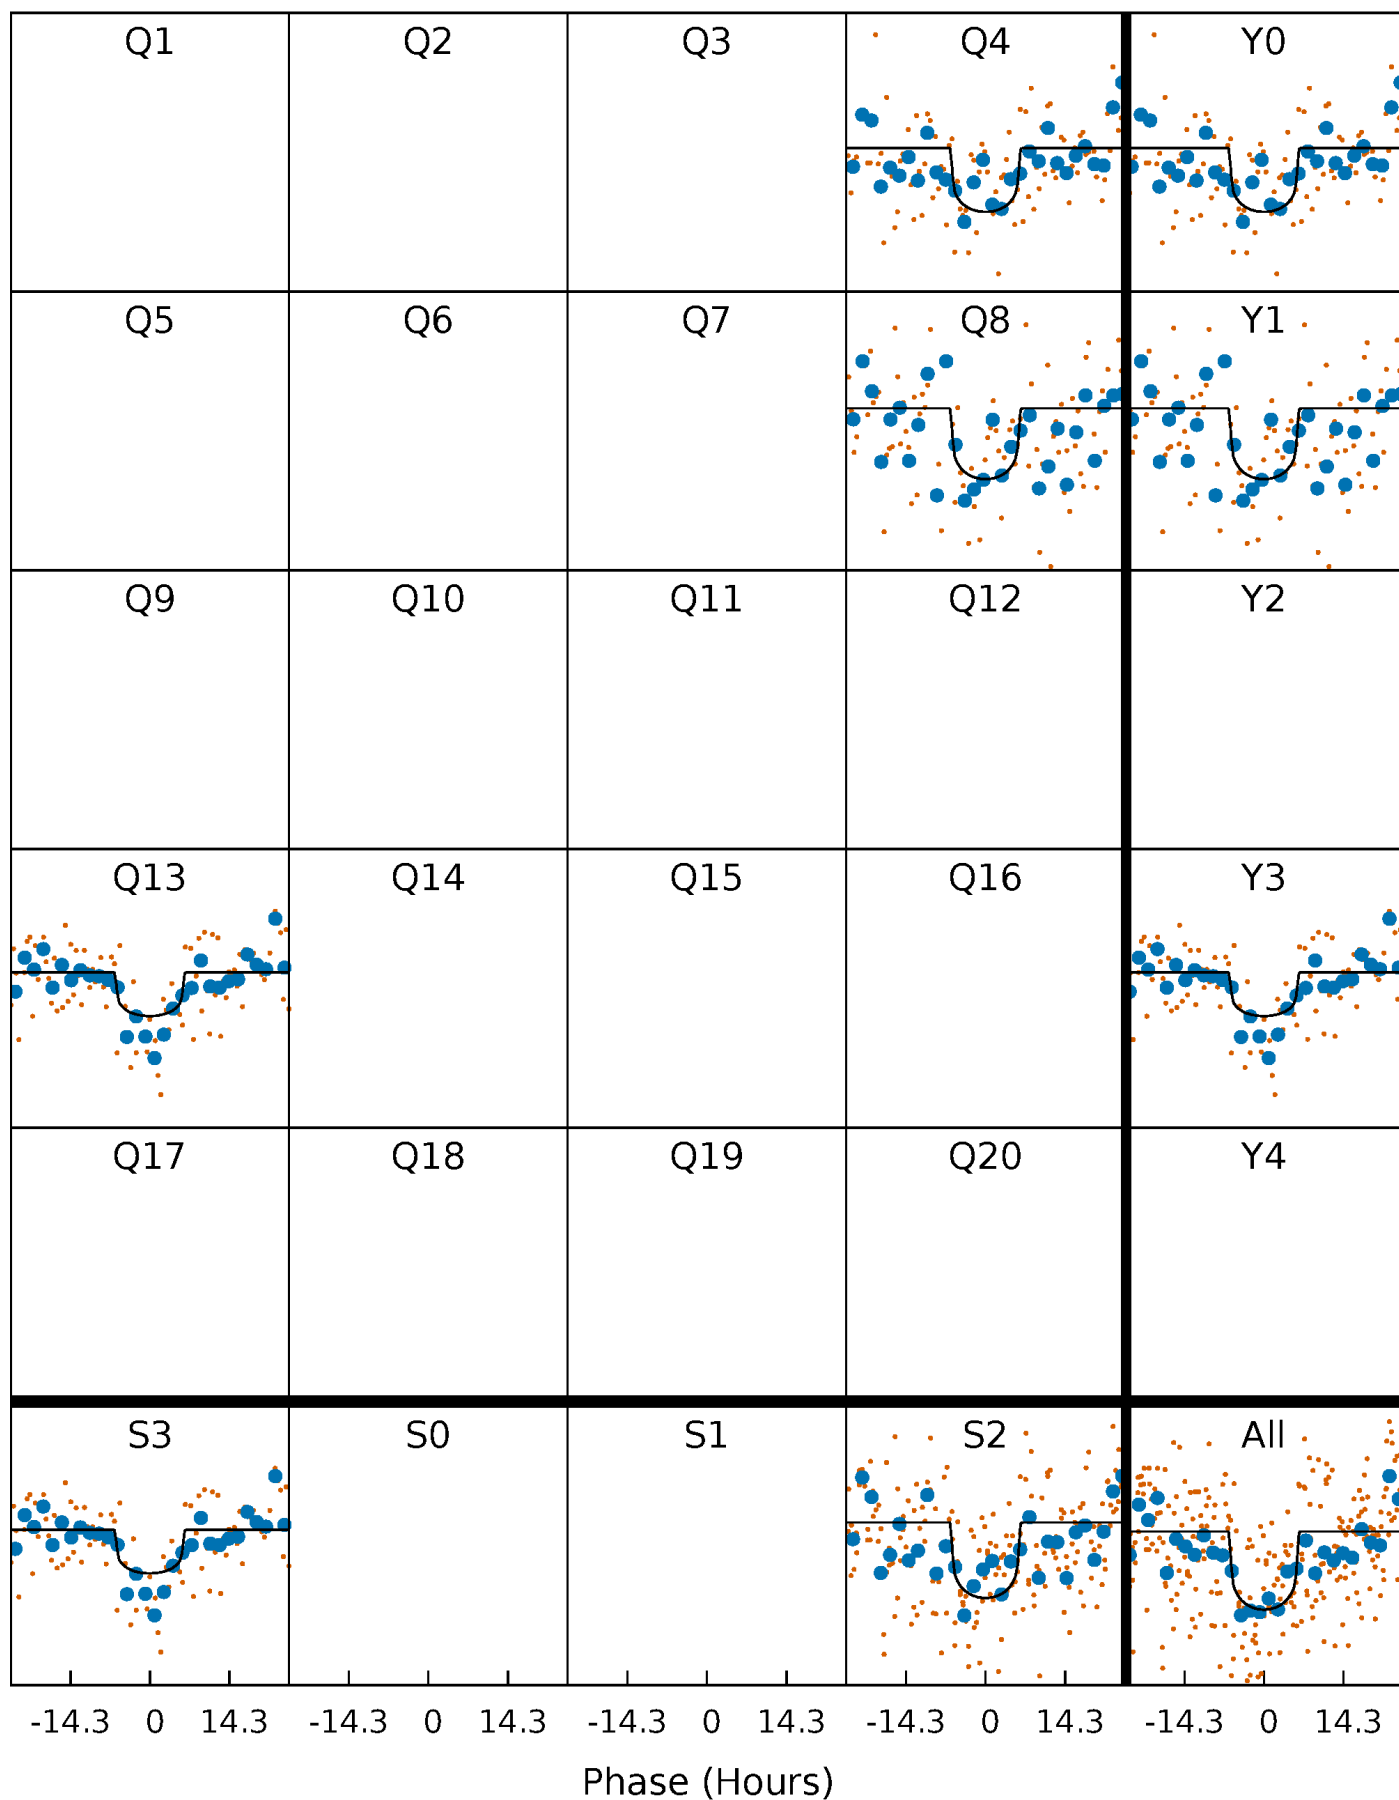 Q1 Q2 Q3 Q4 Y0
Q5 Q6 Q7 Q8 Y1
Q9 Q10 Q11 Q12 Y2
Q13 Q14 Q15 Q16 Y3
Q17 Q18 Q19 Q20 Y4
S3 S0 S1 S2 All
-14.3 0 14.3 -14.3 0 14.3 -14.3 0 14.3 -14.3 0 14.3 -14.3 0 14.3
Phase (Hours)